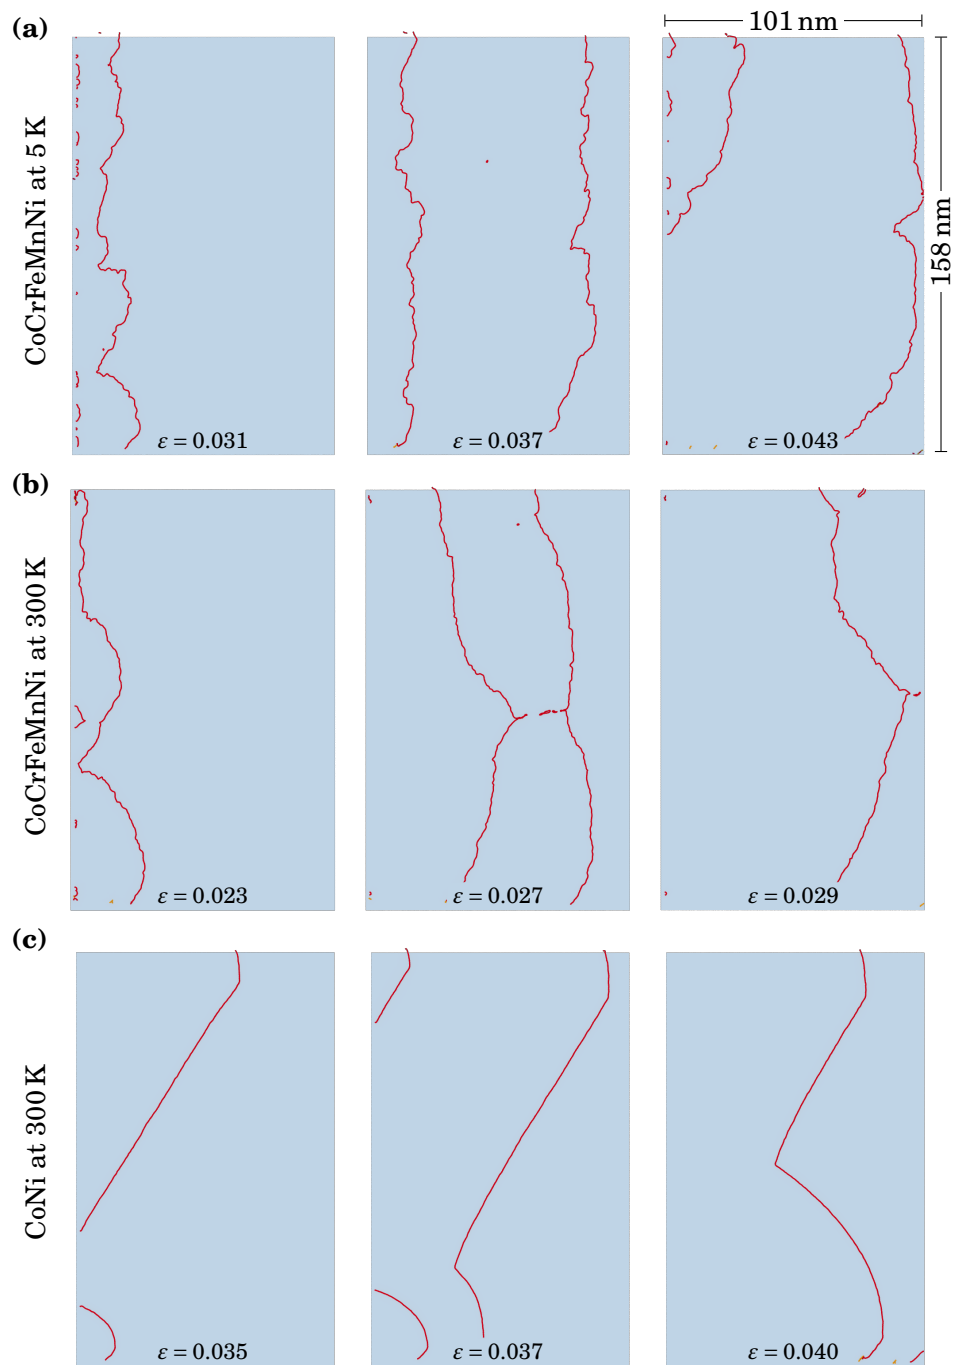 (a)
101 nm
CoCrFeMnNi at 5 K
158 nm
ε = 0.031
ε = 0.037
ε = 0.043
(b)
CoCrFeMnNi at 300 K
ε = 0.023
ε = 0.027
ε = 0.029
(c)
CoNi at 300 K
ε = 0.035
ε = 0.037
ε = 0.040